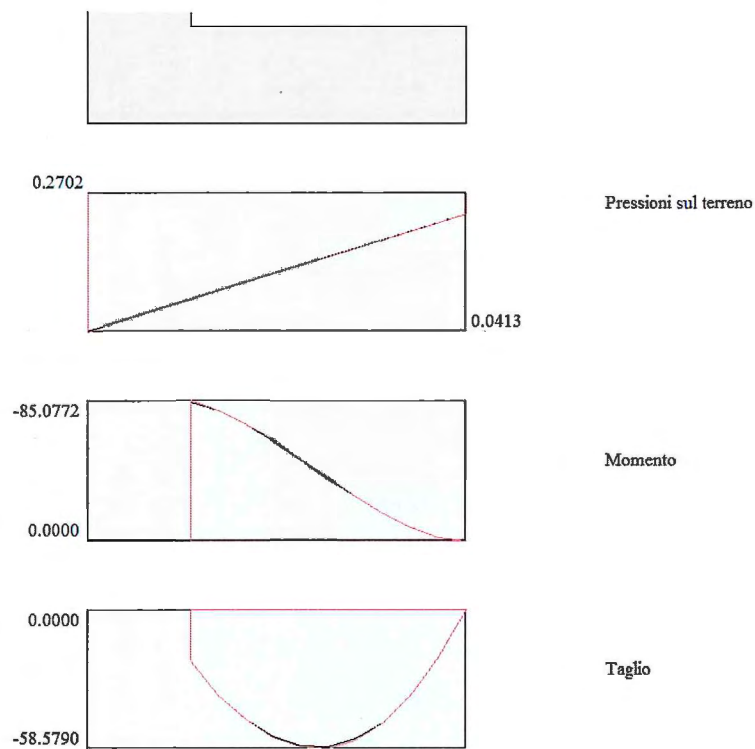 0.2702
Pressioni sul terreno
0.0413
-85.0772
Momento
0.0000
0.0000
Taglio
-58.5790